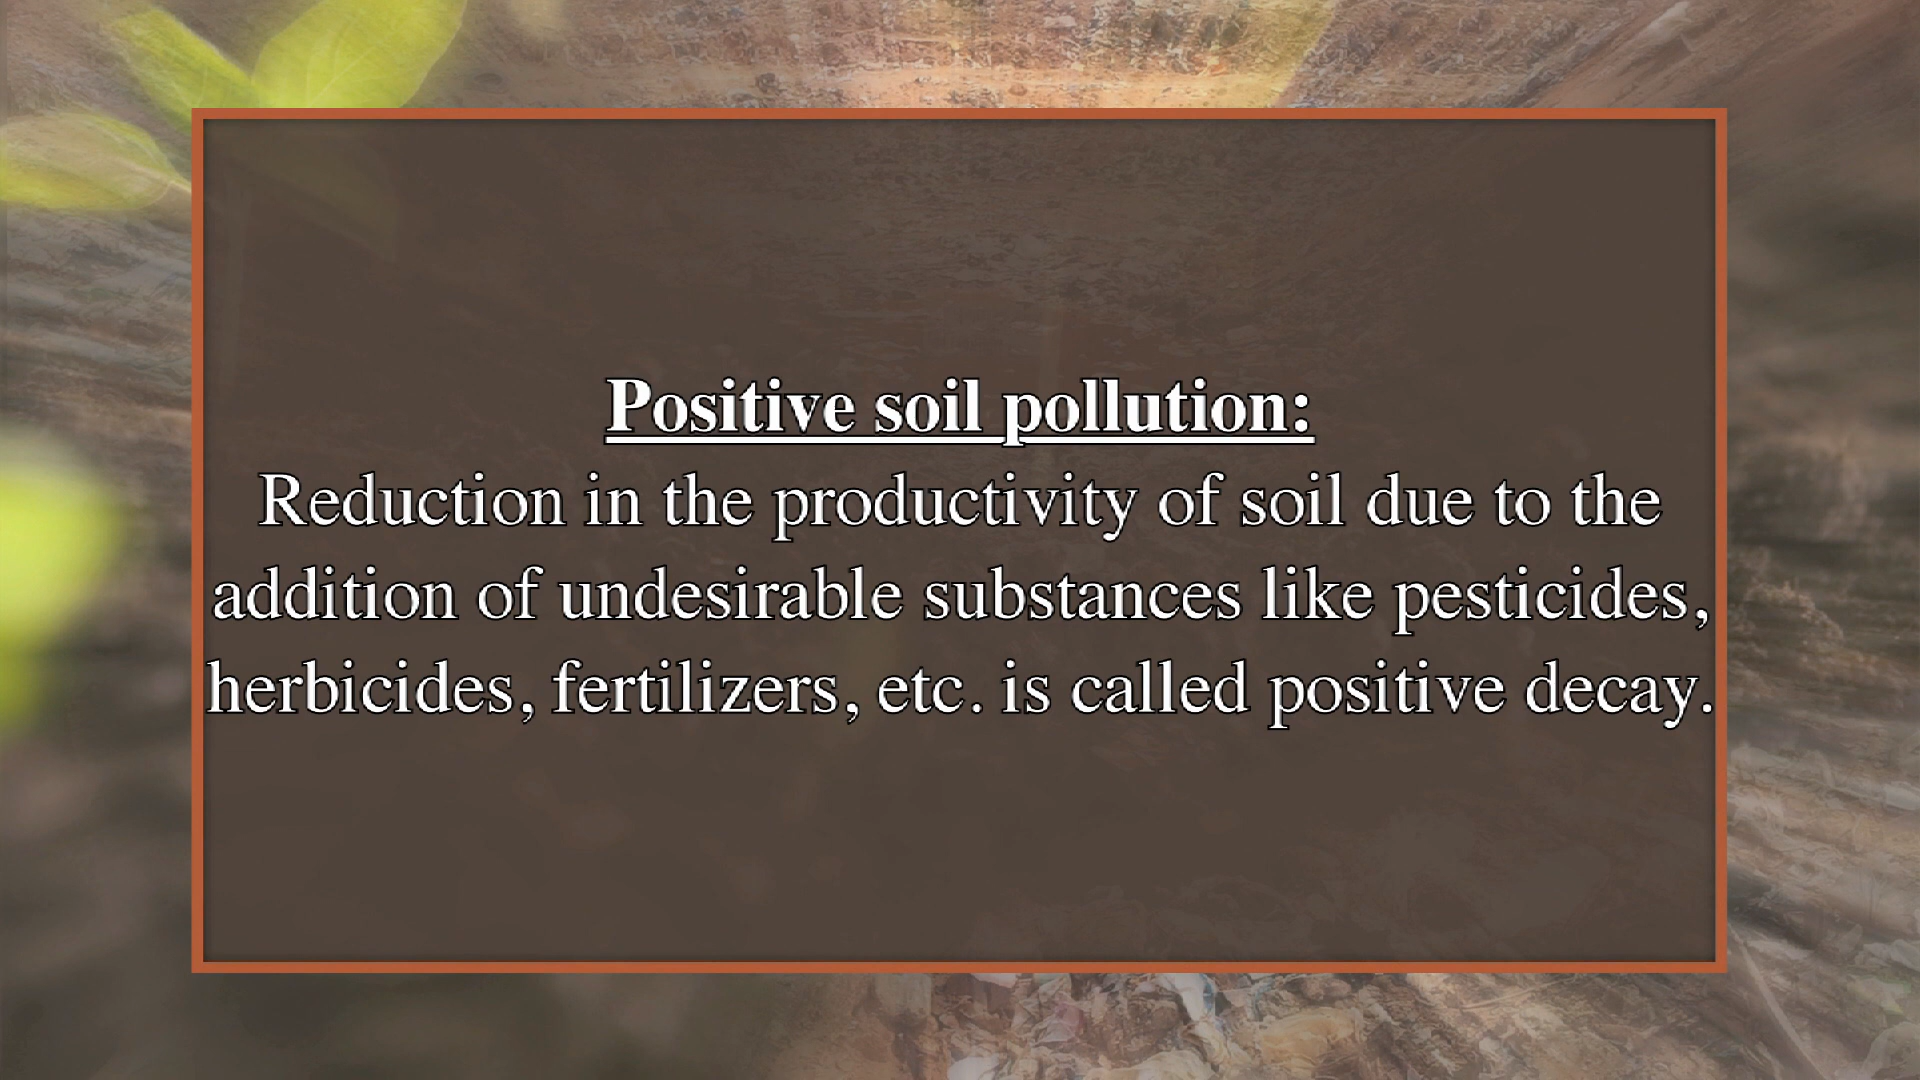 Positive soil pollution:
Reduction in the productivity of soil due to the
addition of undesirable substances like pesticides,
herbicides, fertilizers, etc. is called positive decay.